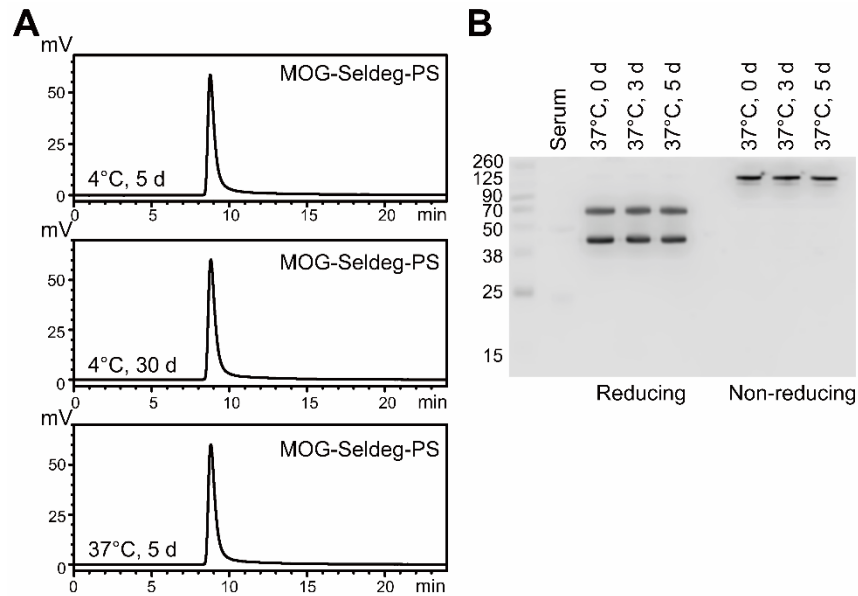 A
mV
MOG-Seldeg-PS
50
25
0
4°C, 5 d
0 5 10 15 20 min
mV
MOG-Seldeg-PS
50
25
0
4°C, 30 d
0 5 10 15 20 min
mV
MOG-Seldeg-PS
50
25
0
37°C, 5 d
0 5 10 15 20 min
B
Serum
37°C, 0 d
37°C, 3 d
37°C, 5 d
37°C, 0 d
37°C, 3 d
37°C, 5 d
260
125
90
70
50
38
25
15
Reducing Non-reducing